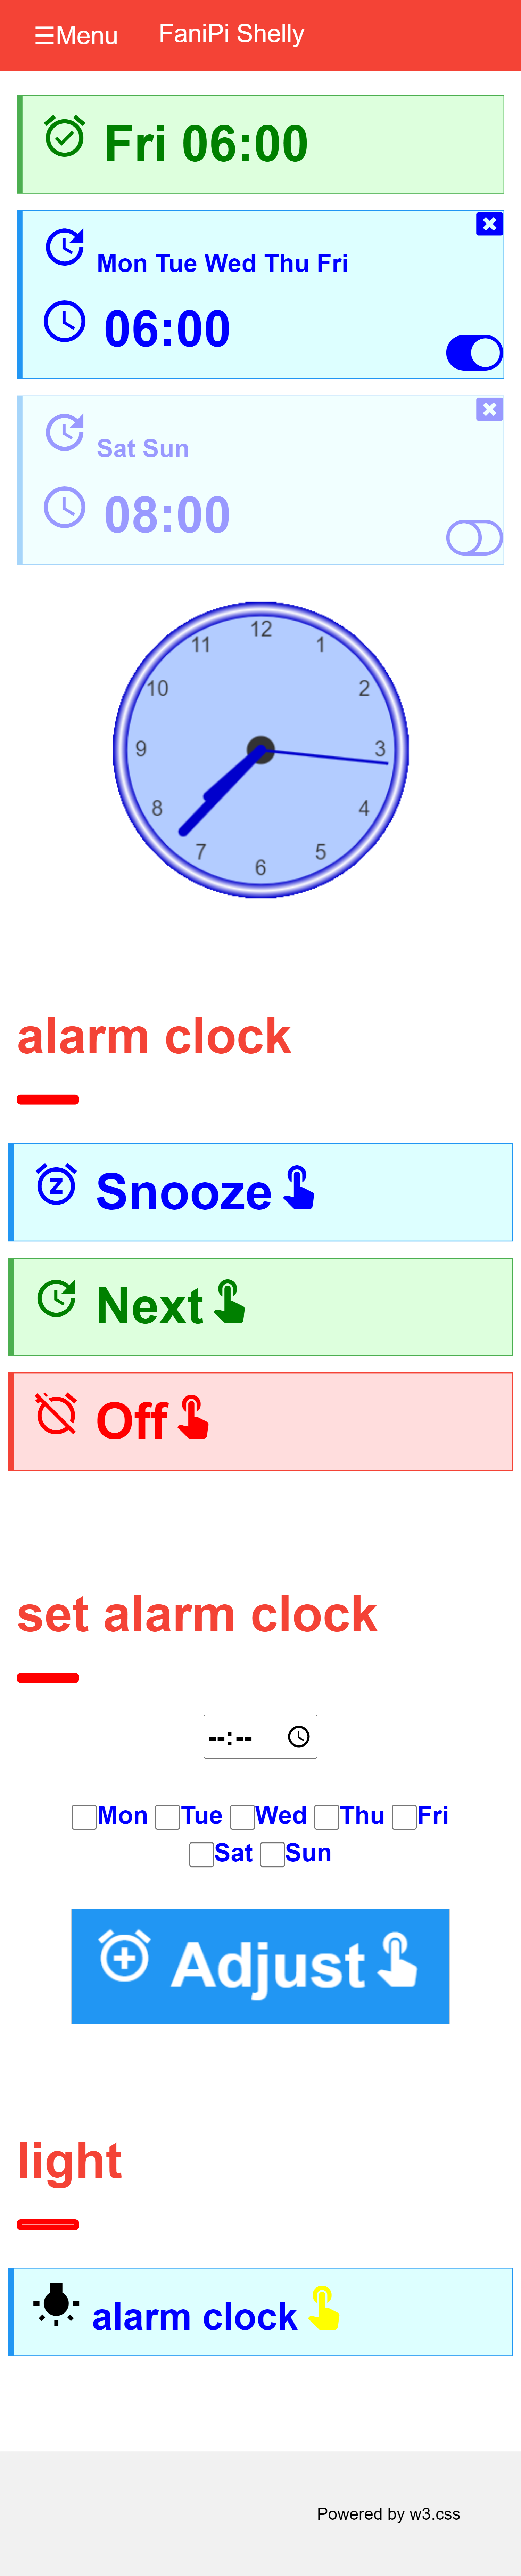 ☰Menu FaniPi Shelly
Fri 06:00
Mon Tue Wed Thu Fri
06:00
Sat Sun
08:00
12
11 1
10 2
9 3
8 4
7 5
6
alarm clock
Snooze
Next
Off
set alarm clock
--:--
Mon Tue Wed Thu Fri
Sat Sun
Adjust
light
alarm clock
Powered by w3.css